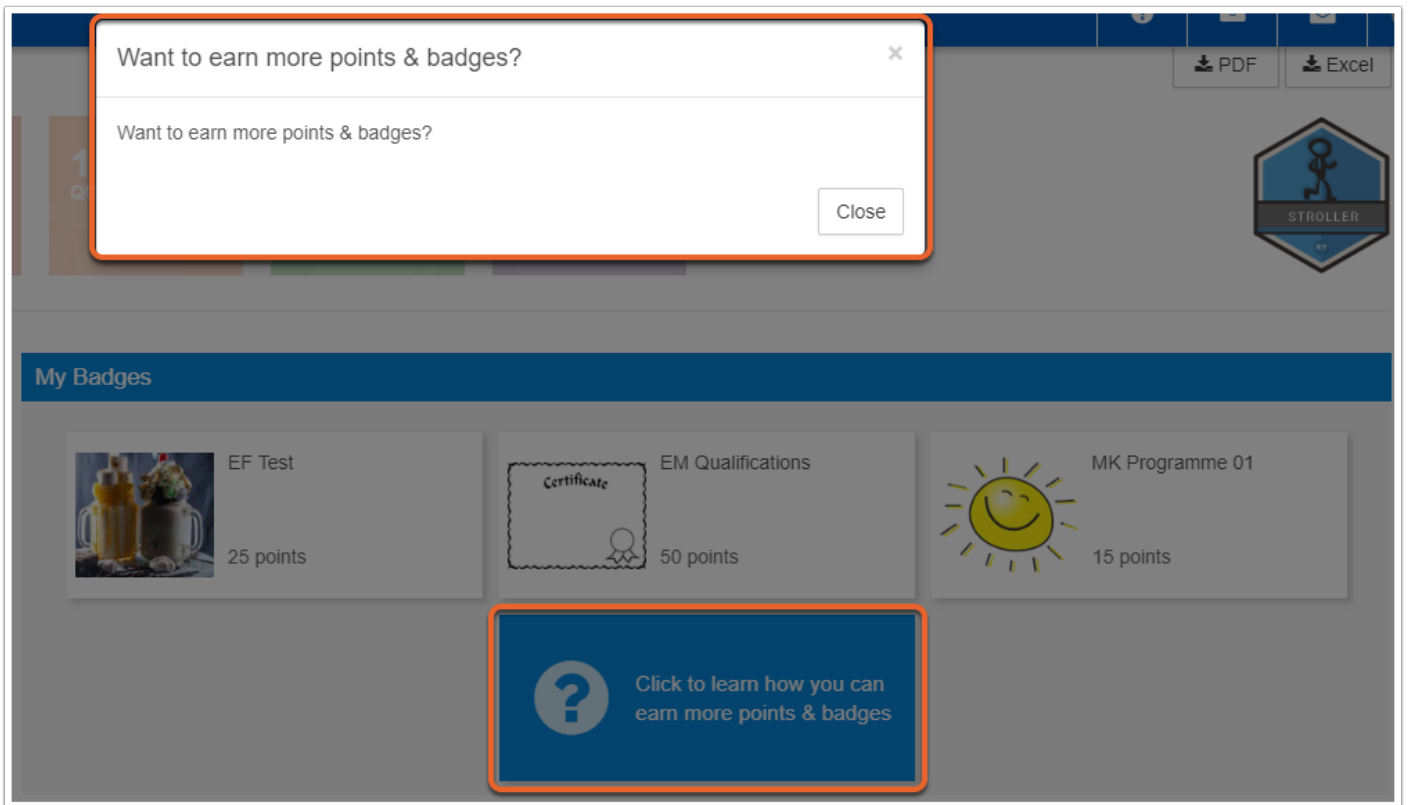 Want to earn more points & badges?
×
PDF
Excel
Want to earn more points & badges?
Close
1
STROLLER
My Badges
EF Test
25 points
Certificate
EM Qualifications
50 points
MK Programme 01
15 points
?
Click to learn how you can
earn more points & badges